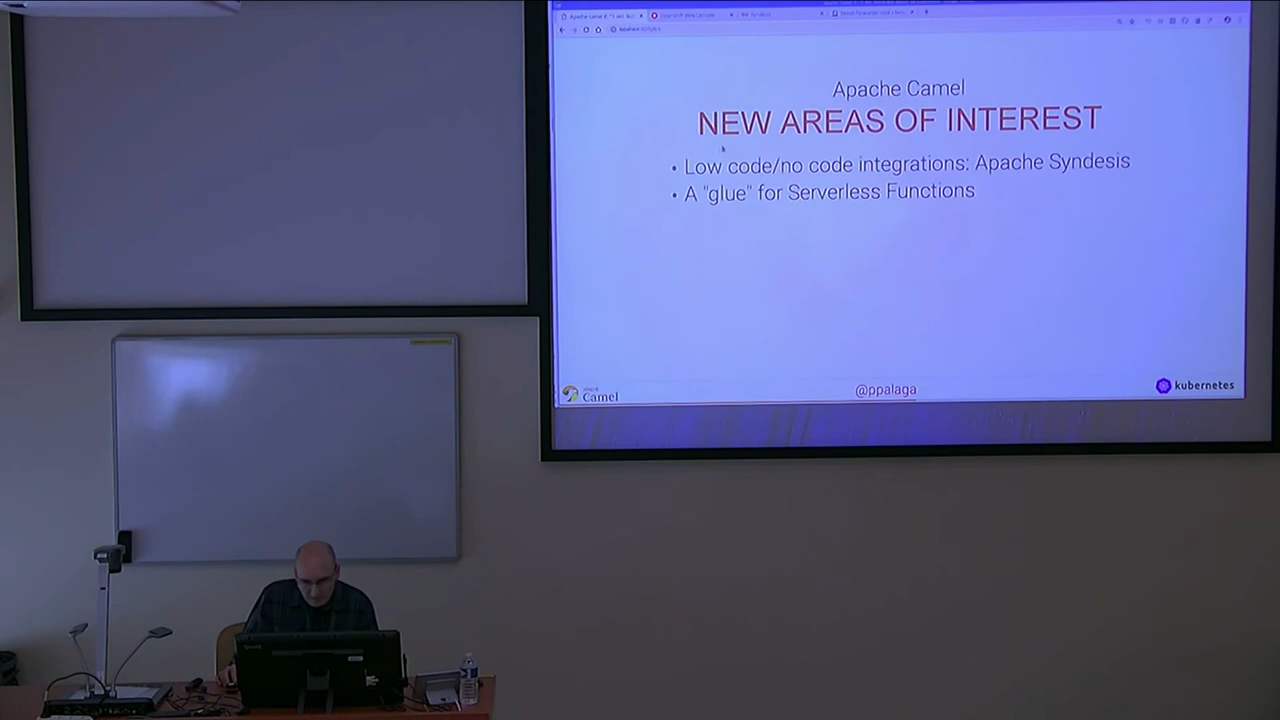 Apache Camel
NEW AREAS OF INTEREST
• Low code/no code integrations: Apache Syndesis
• A "glue" for Serverless Functions
Camel
@ppalaga
kubernetes